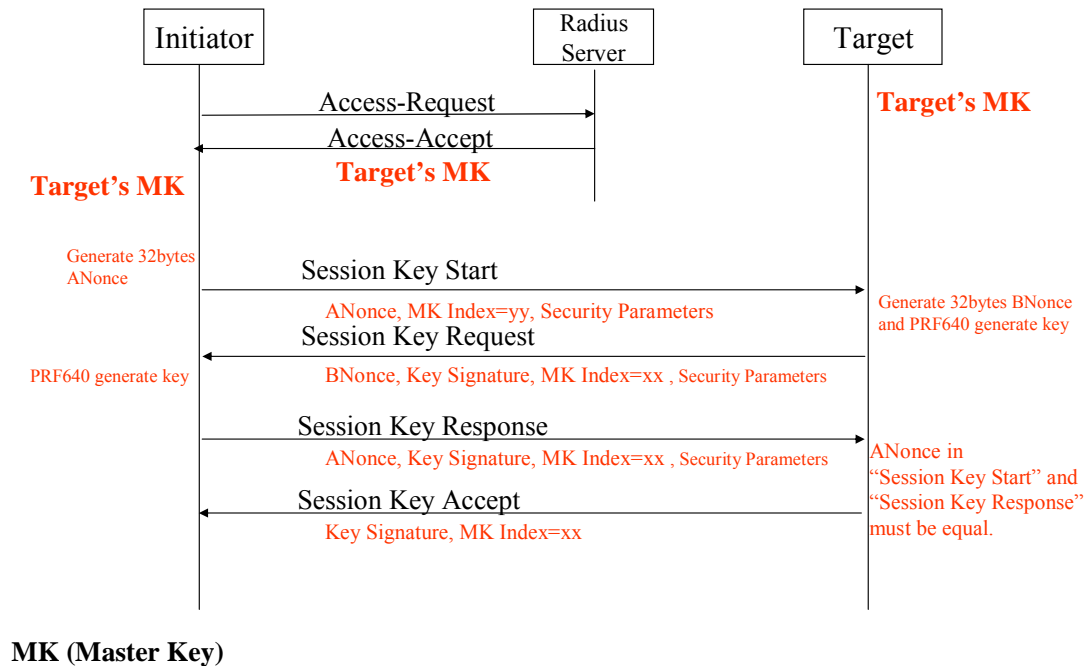 Initiator
Radius
Server
Target
Access-Request
Target's MK
Access-Accept
Target’s MK
Target’s MK
Generate 32bytes
ANonce
Session Key Start
ANonce, MK Index=yy, Security Parameters
Generate 32bytes BNonce
and PRF640 generate key
Session Key Request
PRF640 generate key
BNonce, Key Signature, MK Index=xx , Security Parameters
Session Key Response
ANonce, Key Signature, MK Index=xx , Security Parameters
ANonce in
“Session Key Start” and
“Session Key Response”
must be equal.
Session Key Accept
Key Signature, MK Index=xx
MK (Master Key)